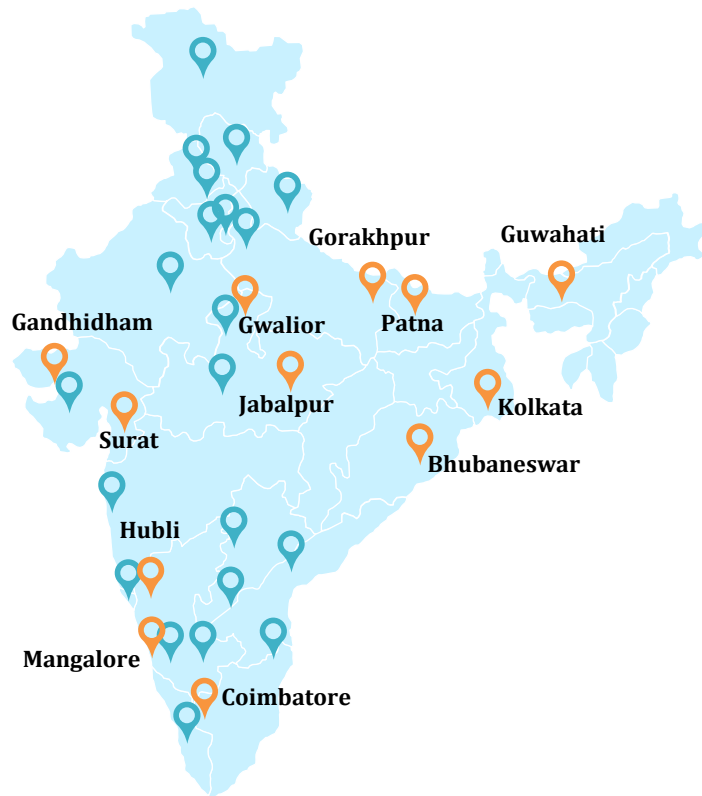 Guwahati
Gorakhpur
Gandhidham
Gwalior
Patna
Jabalpur
Kolkata
Surat
Bhubaneswar
Hubli
Mangalore
Coimbatore